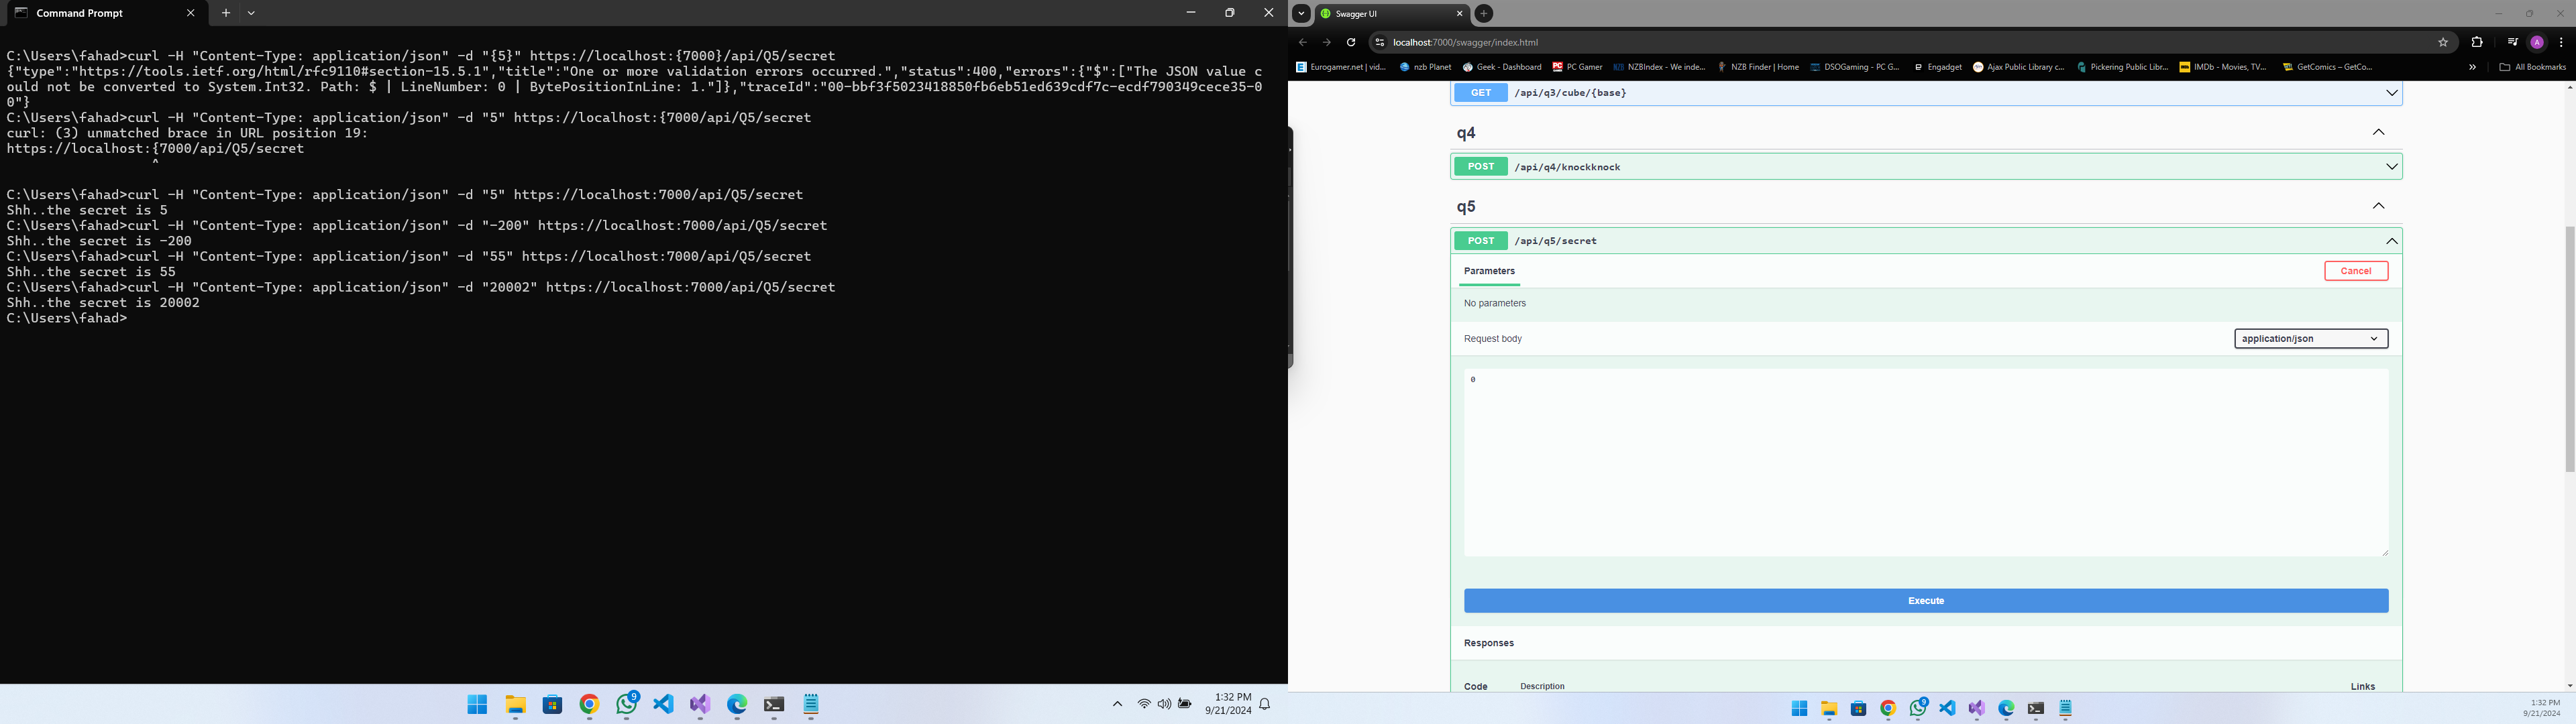 Command Prompt
C:\Users\fahad>curl -H "Content-Type: application/json" -d "{5}" https://localhost:{7000}/api/Q5/secret
{"type":"https://tools.ietf.org/html/rfc9110#section-15.5.1","title":"One or more validation errors occurred.","status":400,"errors":{"$":["The JSON value c
ould not be converted to System.Int32. Path: $ | LineNumber: 0 | BytePositionInLine: 1."]},"traceId":"00-bbf3f5023418850fb6eb51ed639cdf7c-ecdf790349cece35-0
0"}
C:\Users\fahad>curl -H "Content-Type: application/json" -d "5" https://localhost:{7000/api/Q5/secret
curl: (3) unmatched brace in URL position 19:
https://localhost:{7000/api/Q5/secret
^
C:\Users\fahad>curl -H "Content-Type: application/json" -d "5" https://localhost:7000/api/Q5/secret
Shh..the secret is 5
C:\Users\fahad>curl -H "Content-Type: application/json" -d "-200" https://localhost:7000/api/Q5/secret
Shh..the secret is -200
C:\Users\fahad>curl -H "Content-Type: application/json" -d "55" https://localhost:7000/api/Q5/secret
Shh..the secret is 55
C:\Users\fahad>curl -H "Content-Type: application/json" -d "20002" https://localhost:7000/api/Q5/secret
Shh..the secret is 20002
C:\Users\fahad>
9
1:32 PM
9/21/2024
Swagger UI
localhost:7000/swagger/index.html
A
Eurogamer.net | vid... nzb Planet Geek - Dashboard PC Gamer NZBIndex - We inde... NZB Finder | Home DSOGaming - PC G... Engadget Ajax Public Library c... Pickering Public Libr... IMDb - Movies, TV... GetComics – GetCo... » All Bookmarks
GET /api/q3/cube/{base}
q4
POST /api/q4/knockknock
q5
POST /api/q5/secret
Parameters Cancel
No parameters
Request body application/json
0
Execute
Responses
Code Description Links
9
1:32 PM
9/21/2024